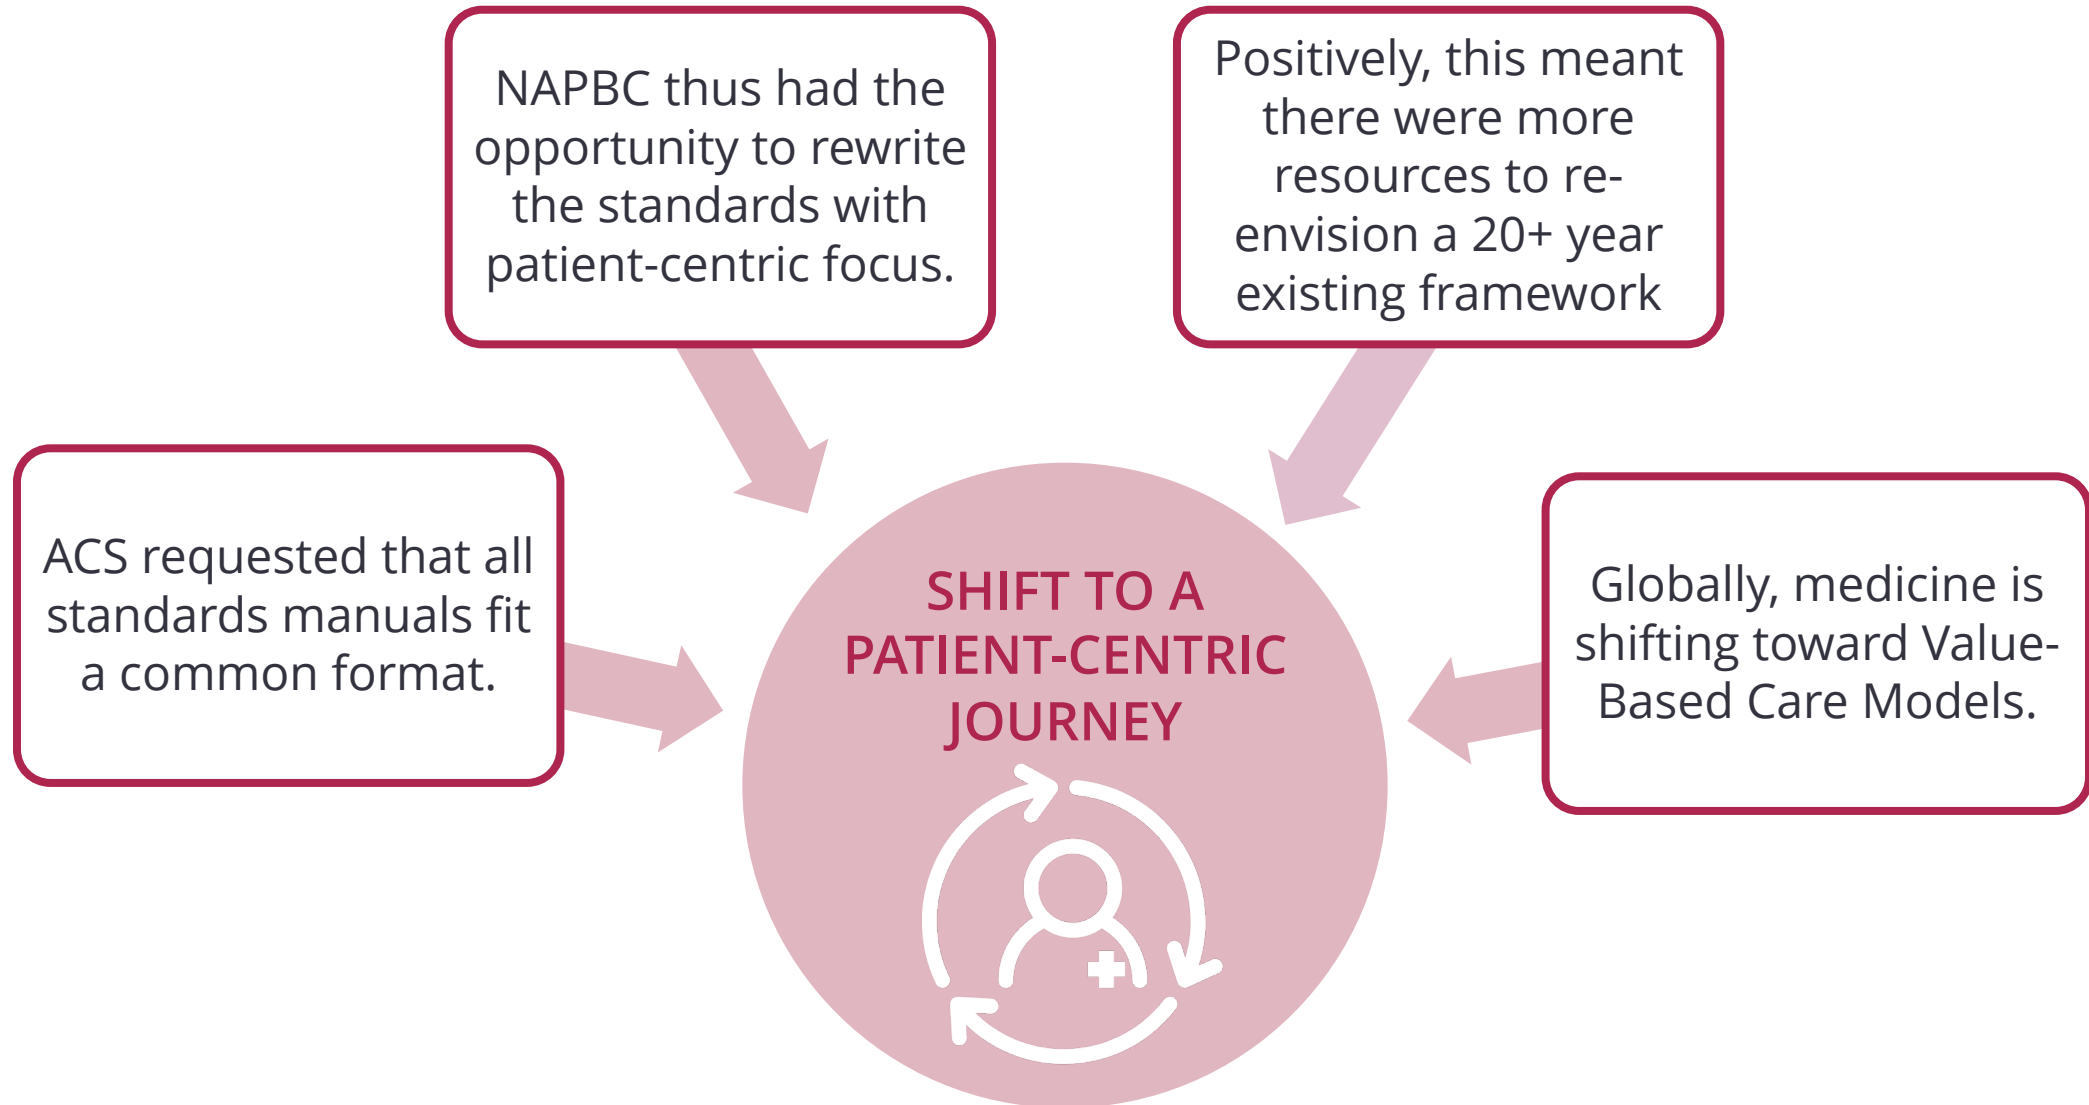 NAPBC thus had the
opportunity to rewrite
the standards with
patient-centric focus.
Positively, this meant
there were more
resources to re-
envision a 20+ year
existing framework
ACS requested that all
standards manuals fit
a common format.
SHIFT TO A
PATIENT-CENTRIC
JOURNEY
Globally, medicine is
shifting toward Value-
Based Care Models.